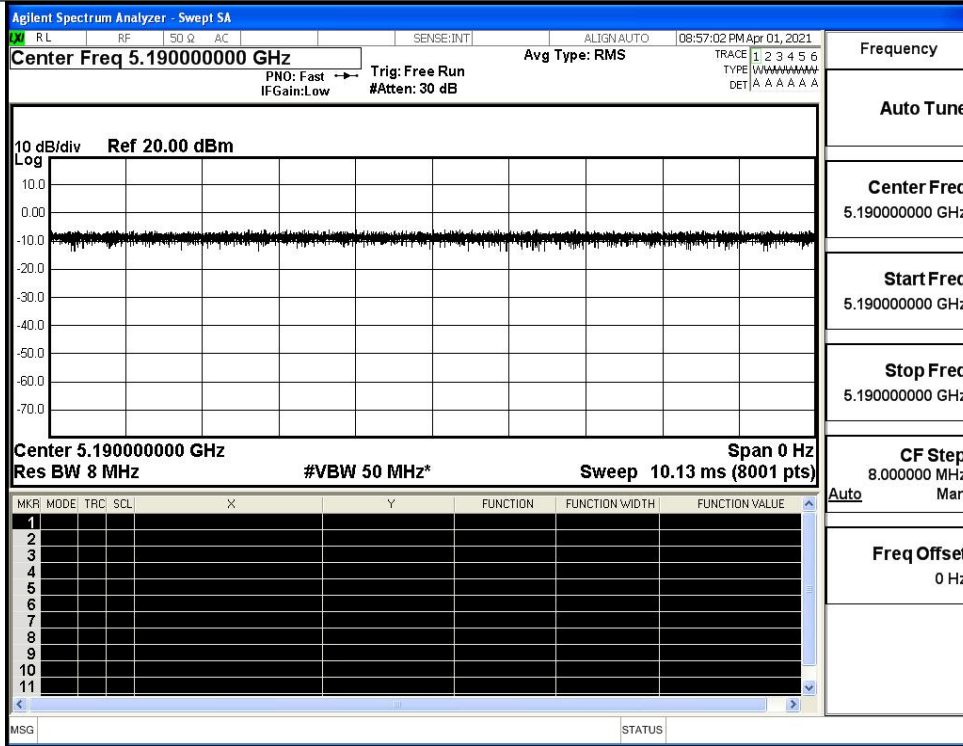 Agilent Spectrum Analyzer - Swept SA
LXI RL RF 50 Ω AC SENSE:INT ALIGN AUTO 08:57:02 PM Apr 01, 2021
Center Freq 5.190000000 GHz
Avg Type: RMS
TRACE 1 2 3 4 5 6
PNO: Fast
Trig: Free Run
TYPE WWWWWW
IFGain:Low
#Atten: 30 dB
DET A A A A A A
10 dB/div Ref 20.00 dBm
Log
10.0
0.00
-10.0
-20.0
-30.0
-40.0
-50.0
-60.0
-70.0
Center 5.190000000 GHz Span 0 Hz
Res BW 8 MHz #VBW 50 MHz* Sweep 10.13 ms (8001 pts)
MKR MODE TRC SCL X Y FUNCTION FUNCTION WIDTH FUNCTION VALUE
1
2
3
4
5
6
7
8
9
10
11
MSG STATUS
Frequency
Auto Tune
Center Freq
5.190000000 GHz
Start Freq
5.190000000 GHz
Stop Freq
5.190000000 GHz
CF Step
8.000000 MHz
Auto Man
Freq Offset
0 Hz